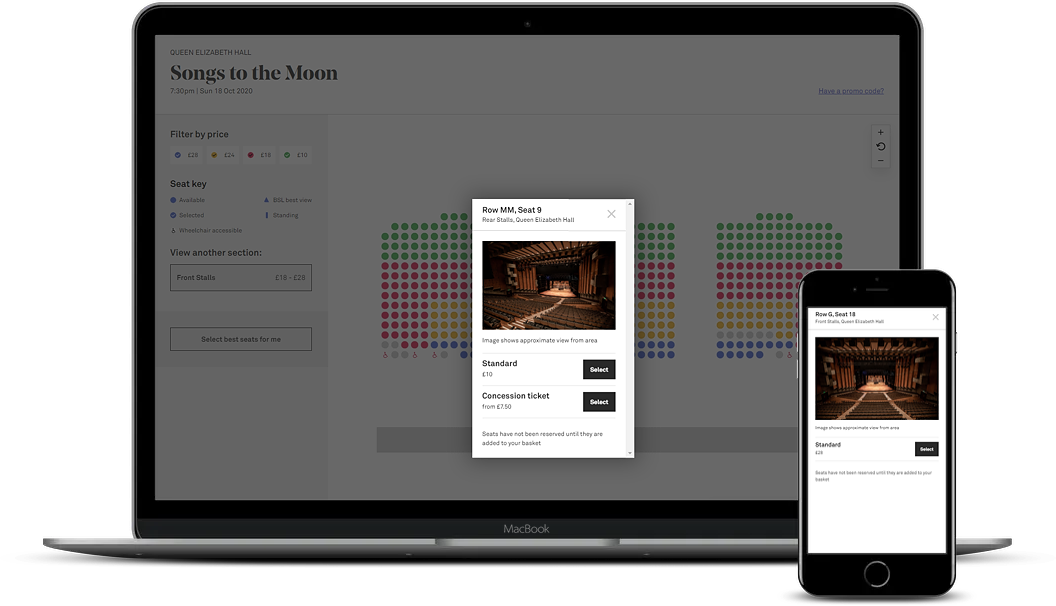 QUEEN ELIZABETH HALL
Songs to the Moon
7:30pm | Sun 18 Oct 2020
Have a promo code?
Filter by price
£28 £24 £18 £10
Seat key
Available BSL best view
Selected Standing
Wheelchair accessible
View another section:
Front Stalls £18 - £28
Select best seats for me
Row MM, Seat 9
Rear Stalls, Queen Elizabeth Hall
Image shows approximate view from area
Standard
£10
Select
Concession ticket
from £7.50
Select
Seats have not been reserved until they are
added to your basket
MacBook
Row G, Seat 18
Front Stalls, Queen Elizabeth Hall
Image shows approximate view from area
Standard
£28
Select
Seats have not been reserved until they are added to your
basket